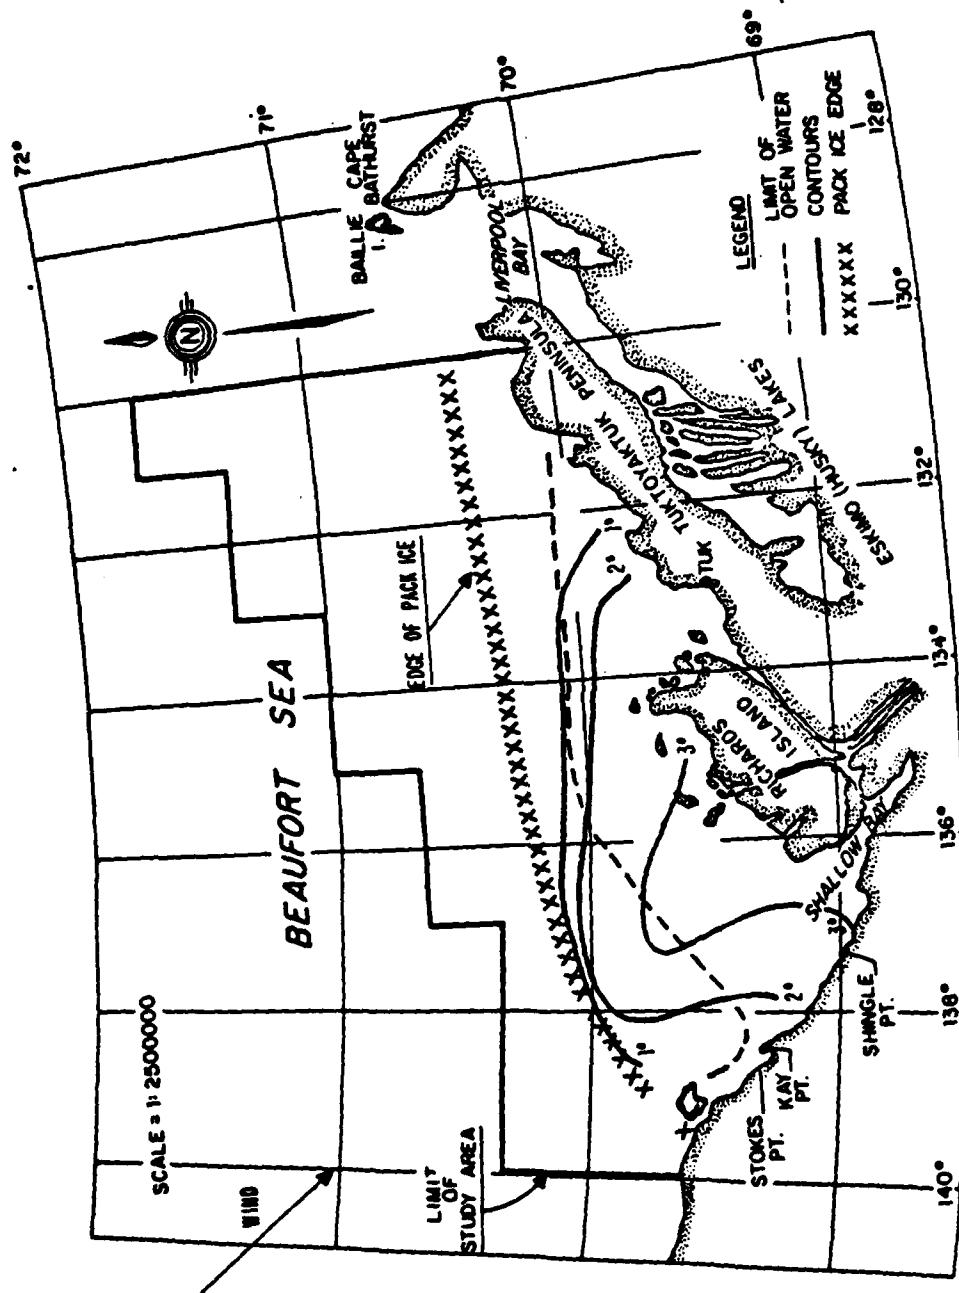 72°
71°
70°
69°
BAILLIE
I.
CAPE
BATHURST
N
LIVERPOOL
BAY
TUKTOYAKTUK PENINSULA
ESKIMO (HUSKY) LAKES
TUK
RICHARDS
ISLAND
SHALLOW BAY
SHINGLE
PT.
KAY
PT.
STOKES
PT.
BEAUFORT SEA
EDGE OF PACK ICE
1°
2°
3°
3°
2°
1°
LIMIT
OF
STUDY AREA
WIND
SCALE = 1: 2500000
LEGEND
LIMIT OF
OPEN WATER
CONTOURS
XXXXX PACK ICE EDGE
128°
130°
132°
134°
136°
138°
140°